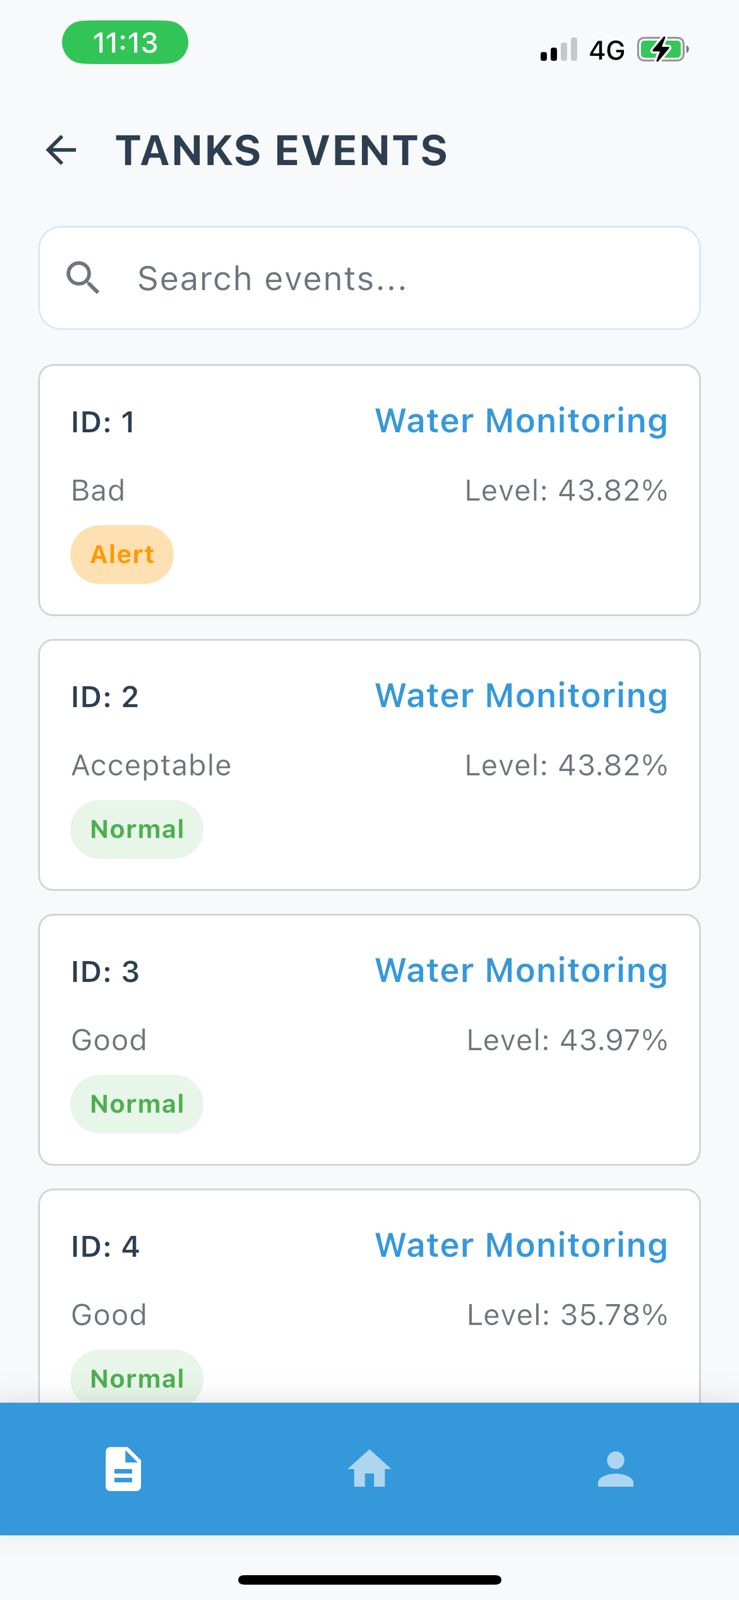 11:13
4G
TANKS EVENTS
Search events...
ID: 1
Water Monitoring
Bad
Level: 43.82%
Alert
ID: 2
Water Monitoring
Acceptable
Level: 43.82%
Normal
ID: 3
Water Monitoring
Good
Level: 43.97%
Normal
ID: 4
Water Monitoring
Good
Level: 35.78%
Normal